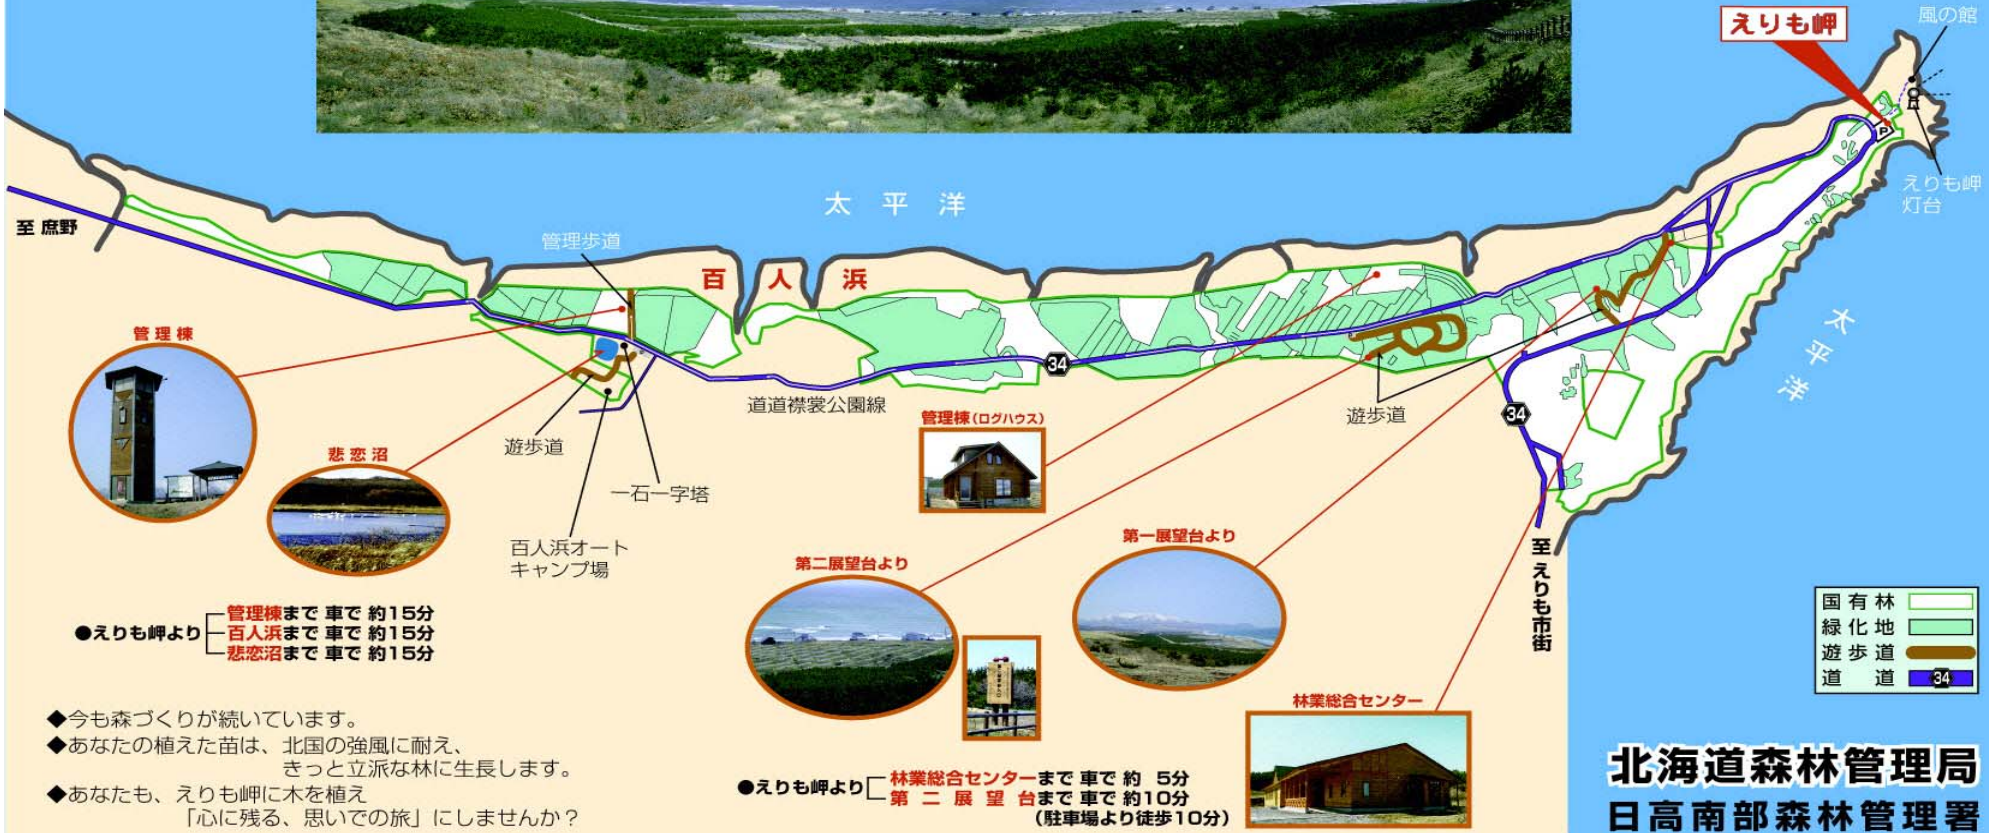 えりも岬
風の館
えりも岬
灯台
太平洋
至 庶野
管理歩道
百人浜
太平洋
管理棟
悲恋沼
遊歩道
一石一字塔
百人浜オート
キャンプ場
道道襟裳公園線
34
管理棟(ログハウス)
遊歩道
34
第二展望台より
第一展望台より
林業総合センター
至えりも市街
P
国有林
緑化地
遊歩道
道道 34
●えりも岬より
管理棟まで 車で 約15分
百人浜まで 車で 約15分
悲恋沼まで 車で 約15分
◆今も森づくりが続いています。
◆あなたの植えた苗は、北国の強風に耐え、
きっと立派な林に生長します。
◆あなたも、えりも岬に木を植え
「心に残る、思いでの旅」にしませんか？
●えりも岬より
林業総合センターまで 車で 約 5分
第二展望台まで 車で 約10分
(駐車場より徒歩10分)
北海道森林管理局
日高南部森林管理署